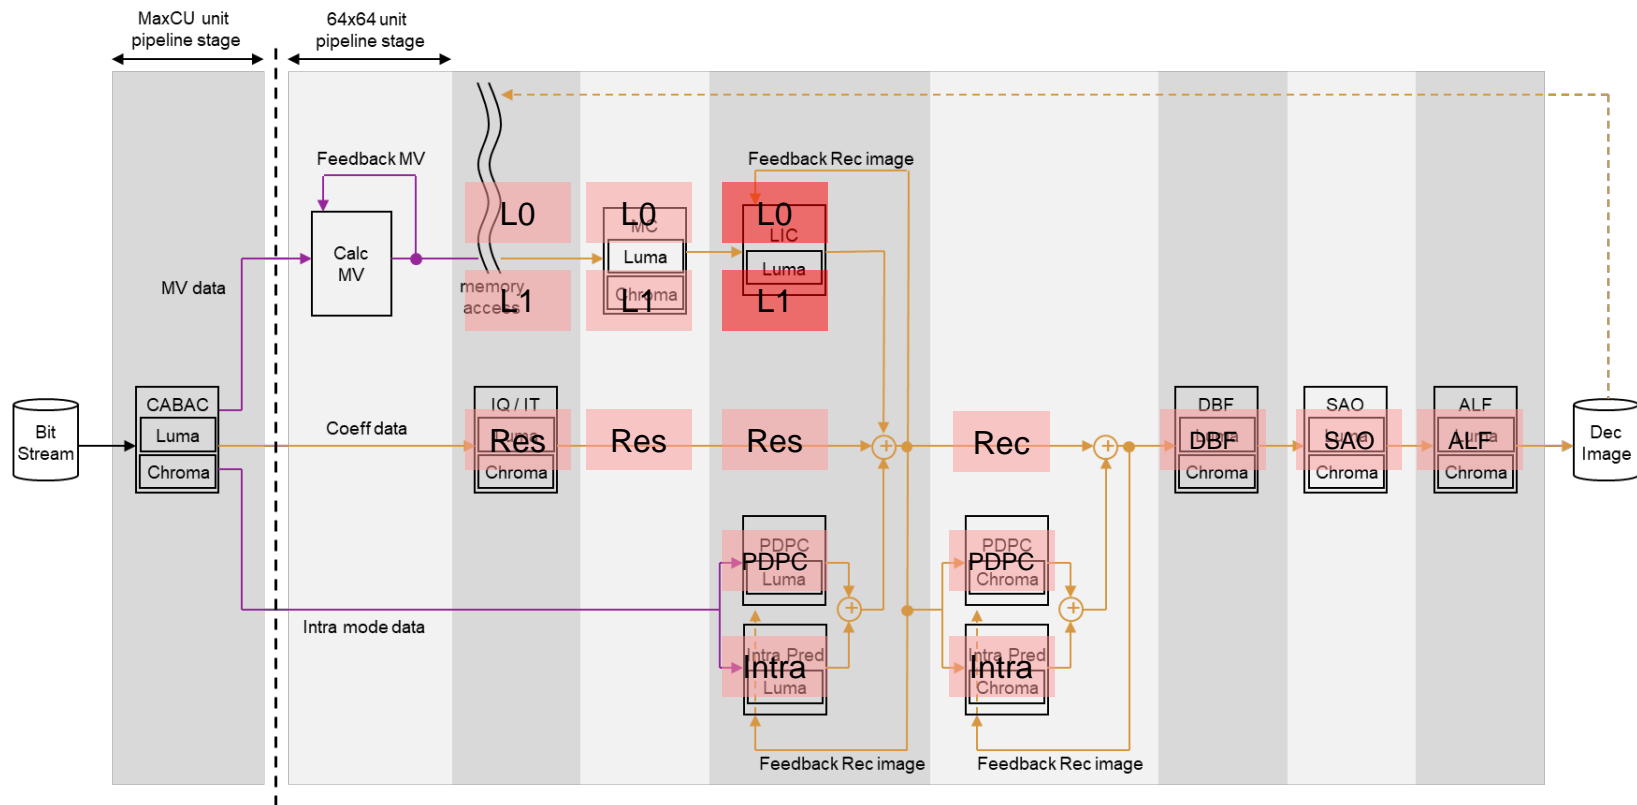 MaxCU unit
pipeline stage
64x64 unit
pipeline stage
Feedback MV
Feedback Rec image
L0
L0
MC
L0
LIC
Calc
MV
Luma
Luma
MV data
memory
access
L1
Chroma
L1
L1
Bit
Stream
CABAC
Luma
Chroma
Coeff data
IQ / IT
Luma
Res
Chroma
Res
Res
+
Rec
+
DBF
Luma
DBF
Chroma
SAO
Luma
SAO
Chroma
ALF
Luma
ALF
Chroma
Dec
Image
PDPC
PDPC
Luma
PDPC
PDPC
Chroma
+
+
Intra mode data
Intra Pred
Intra
Luma
Intra Pred
Intra
Chroma
Feedback Rec image
Feedback Rec image